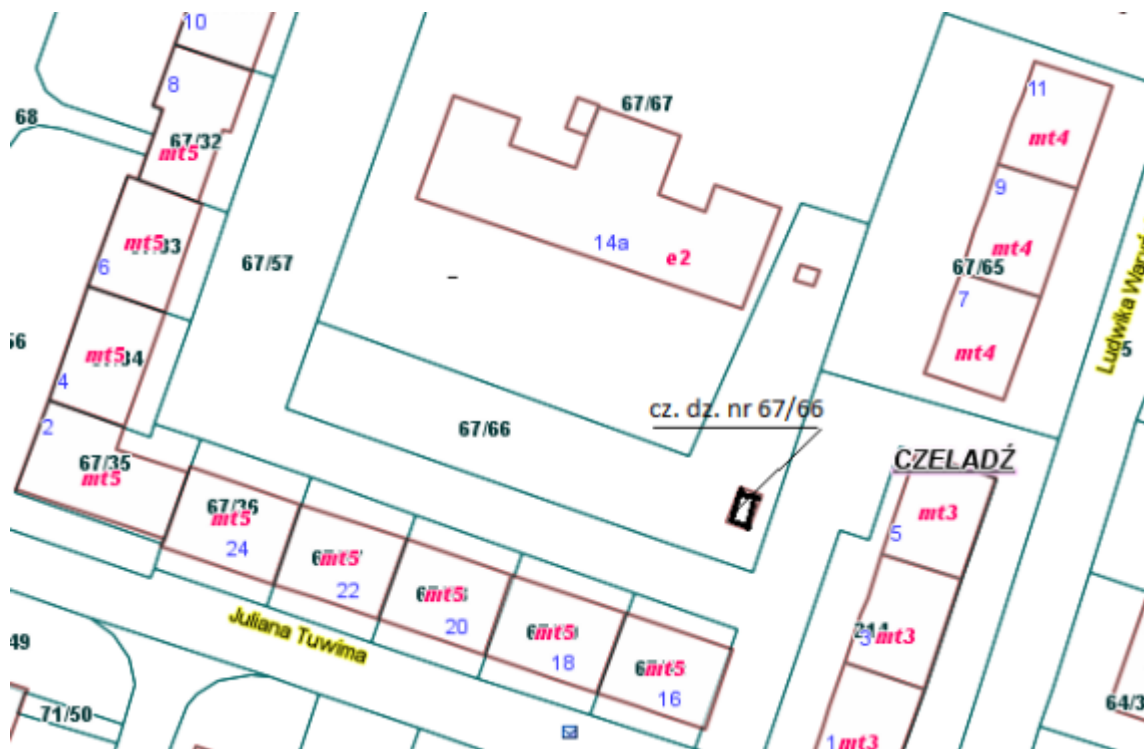 10
8
11
67/67
68
67/32
mt5
mt4
9
mt5
14a
e2
67/57
mt4
67/65
6
7
mt5
mt4
4
cz. dz. nr 67/66
2
67/66
CZELADŹ
67/35
mt5
67/36
mt5
mt3
5
24
mt5
22
mt5
20
mt5
18
mt5
16
Juliana Tuwima
mt3
3
49
71/50
64/3
1
mt3
Ludwika